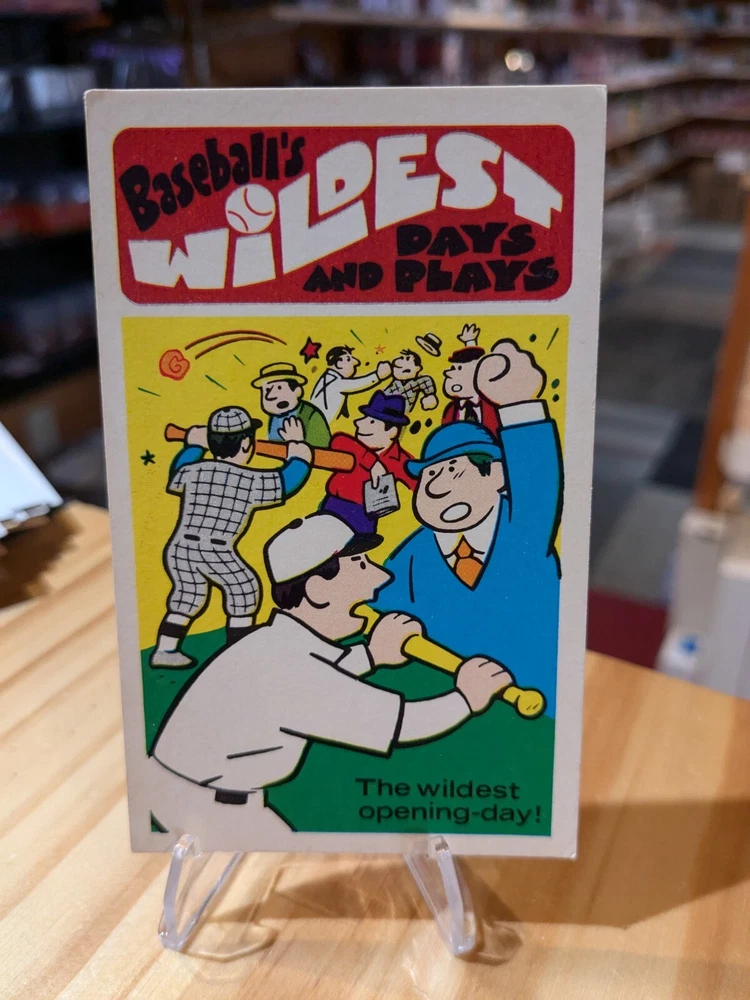 Baseball's
WiLDEST
DAYS
AND PLAYS
The wildest
opening-day!